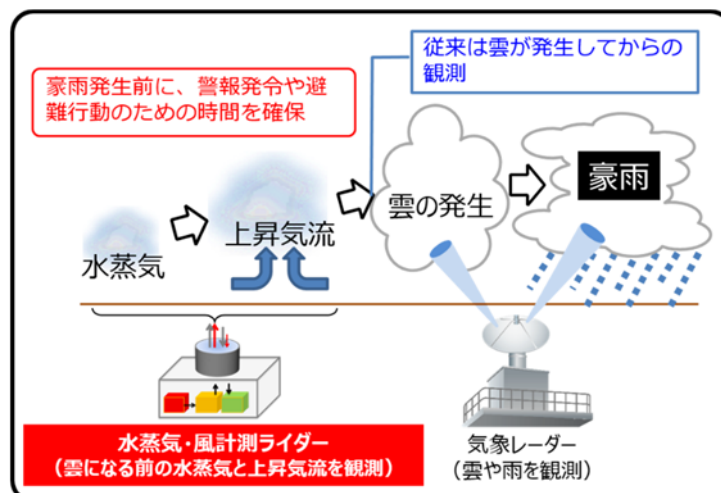 従来は雲が発生してからの
観測
豪雨発生前に、警報発令や避
難行動のための時間を確保
水蒸気
上昇気流
雲の発生
豪雨
水蒸気・風計測ライダー
（雲になる前の水蒸気と上昇気流を観測）
気象レーダー
（雲や雨を観測）